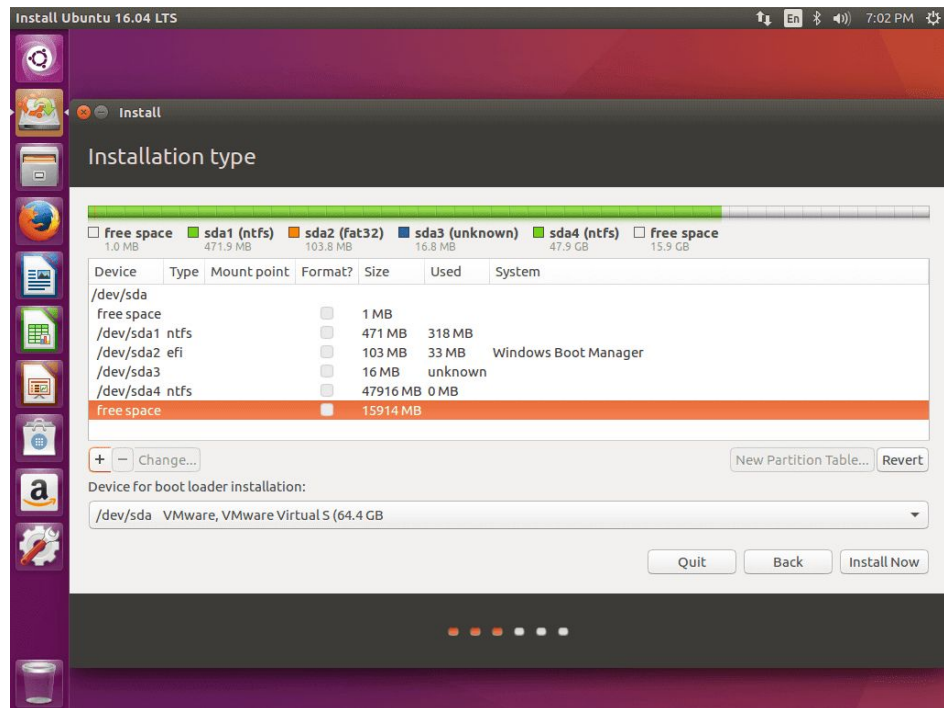 Install Ubuntu 16.04 LTS En 7:02 PM
Install
Installation type
free space sda1 (ntfs) sda2 (fat32) sda3 (unknown) sda4 (ntfs) free space
1.0 MB 471.9 MB 103.8 MB 16.8 MB 47.9 GB 15.9 GB
Device Type Mount point Format? Size Used System
/dev/sda
free space 1 MB
/dev/sda1 ntfs 471 MB 318 MB
/dev/sda2 efi 103 MB 33 MB Windows Boot Manager
/dev/sda3 16 MB unknown
/dev/sda4 ntfs 47916 MB 0 MB
free space 15914 MB
+ − Change... New Partition Table... Revert
Device for boot loader installation:
/dev/sda VMware, VMware Virtual S (64.4 GB
Quit Back Install Now
a